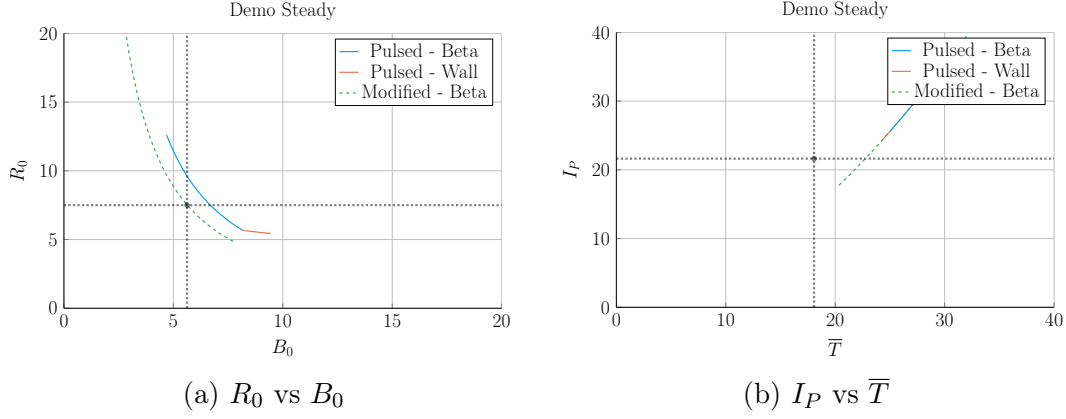 Demo Steady
20
15
10
5
0
0
5
10
15
20
R₀
B₀
Pulsed - Beta
Pulsed - Wall
Modified - Beta
(a) R₀ vs B₀
Demo Steady
40
30
20
10
0
0
10
20
30
40
I_P
T̅
Pulsed - Beta
Pulsed - Wall
Modified - Beta
(b) I_P vs T̅